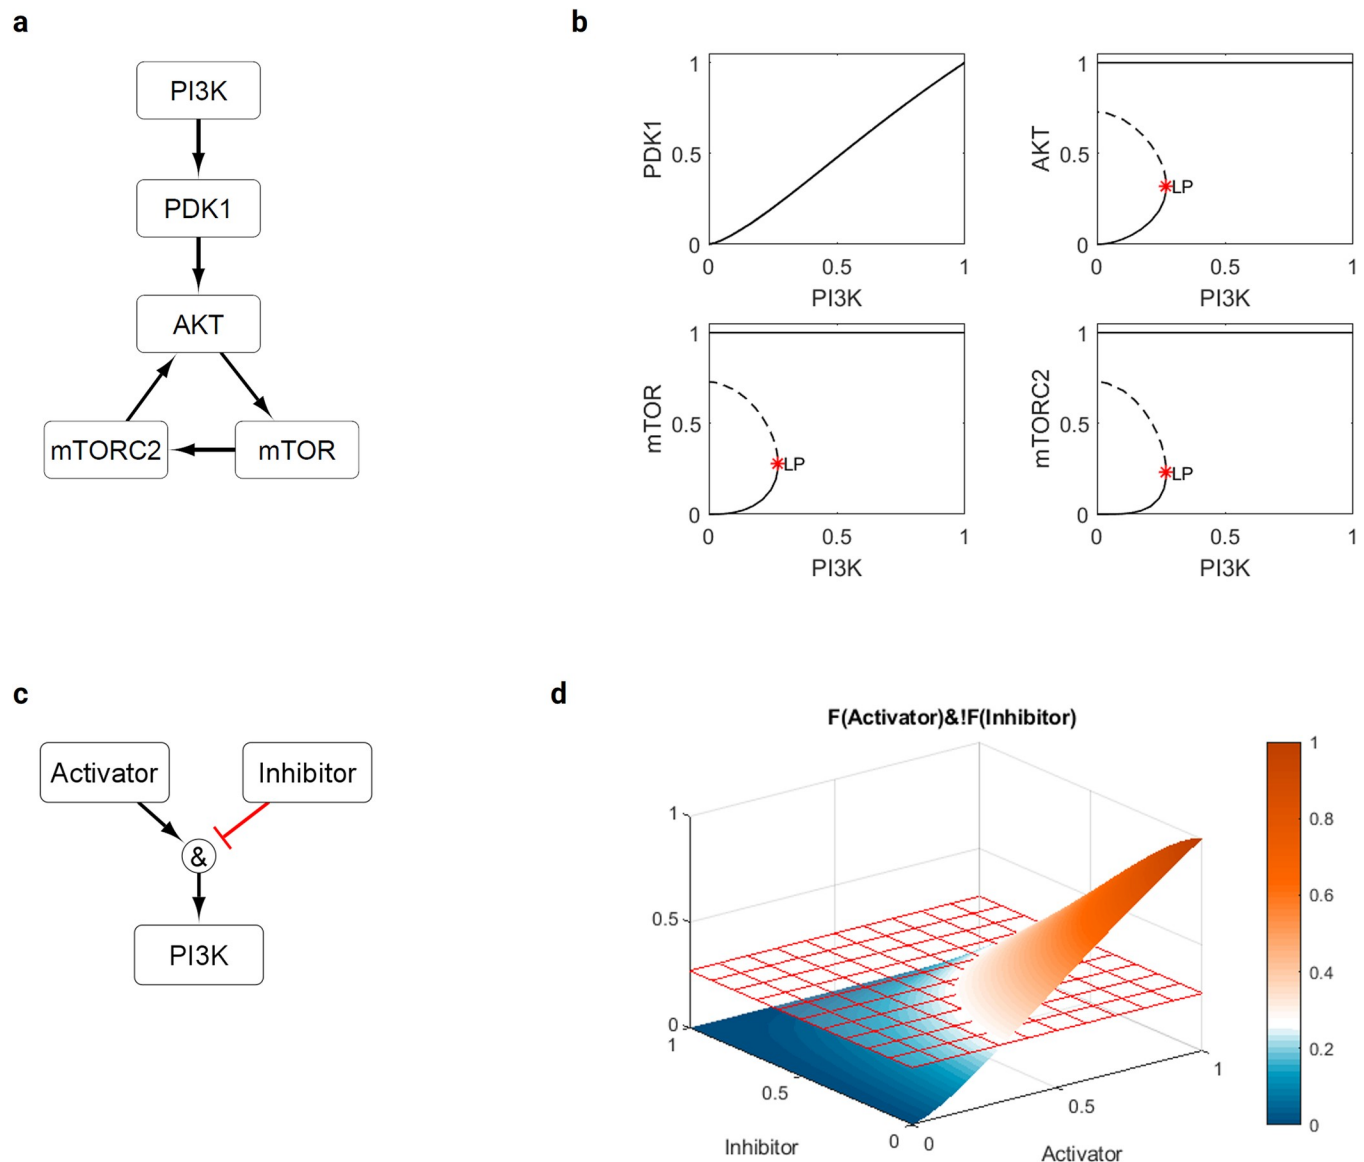 a
PI3K
PDK1
AKT
mTORC2
mTOR
b
1
0.5
0
PDK1
0
0.5
1
PI3K
1
0.5
0
AKT
LP
0
0.5
1
PI3K
1
0.5
0
mTOR
LP
0
0.5
1
PI3K
1
0.5
0
mTORC2
LP
0
0.5
1
PI3K
c
Activator
Inhibitor
&
PI3K
d
F(Activator)&!F(Inhibitor)
1
0.5
0
1
0.5
0
Inhibitor
0
0.5
1
Activator
1
0.8
0.6
0.4
0.2
0